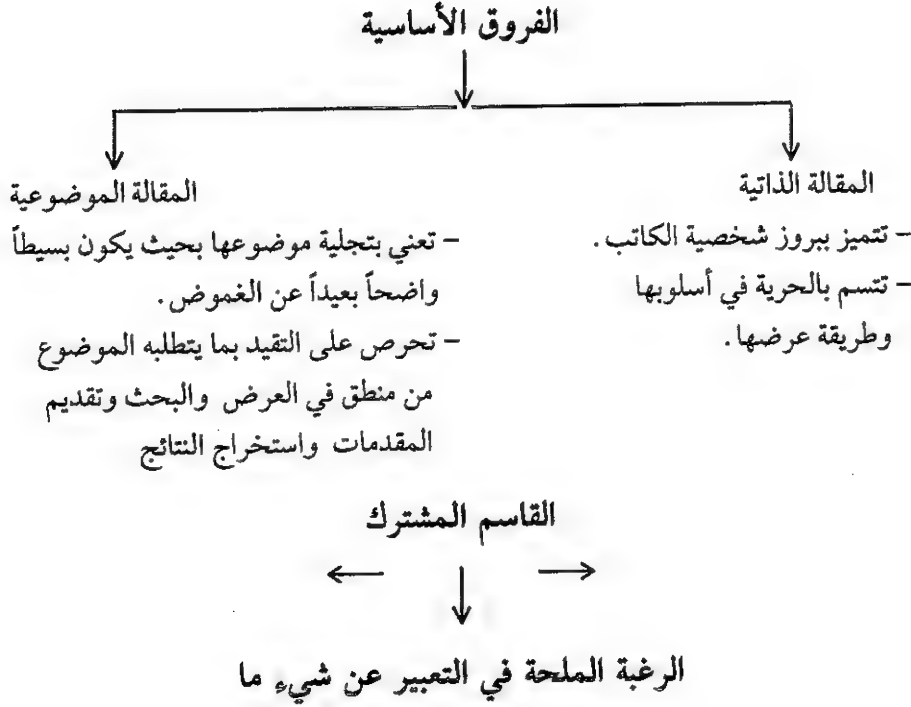 الفروق الأساسية
المقالة الذاتية
– تتميز ببروز شخصية الكاتب.
– تتسم بالحرية في أسلوبها
وطريقة عرضها.
المقالة الموضوعية
– تعني بتجلية موضوعها بحيث يكون بسيطاً
واضحاً بعيداً عن الغموض.
– تحرص على التقيد بما يتطلبه الموضوع
من منطق في العرض والبحث وتقديم
المقدمات واستخراج النتائج
القاسم المشترك
الرغبة الملحة في التعبير عن شيءٍ ما